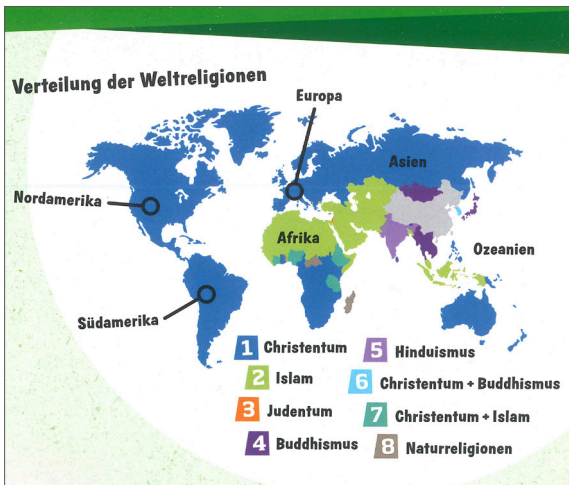 Verteilung der Weltreligionen
Europa
Asien
Nordamerika
Afrika
Ozeanien
Südamerika
1 Christentum
2 Islam
3 Judentum
4 Buddhismus
5 Hinduismus
6 Christentum + Buddhismus
7 Christentum + Islam
8 Naturreligionen